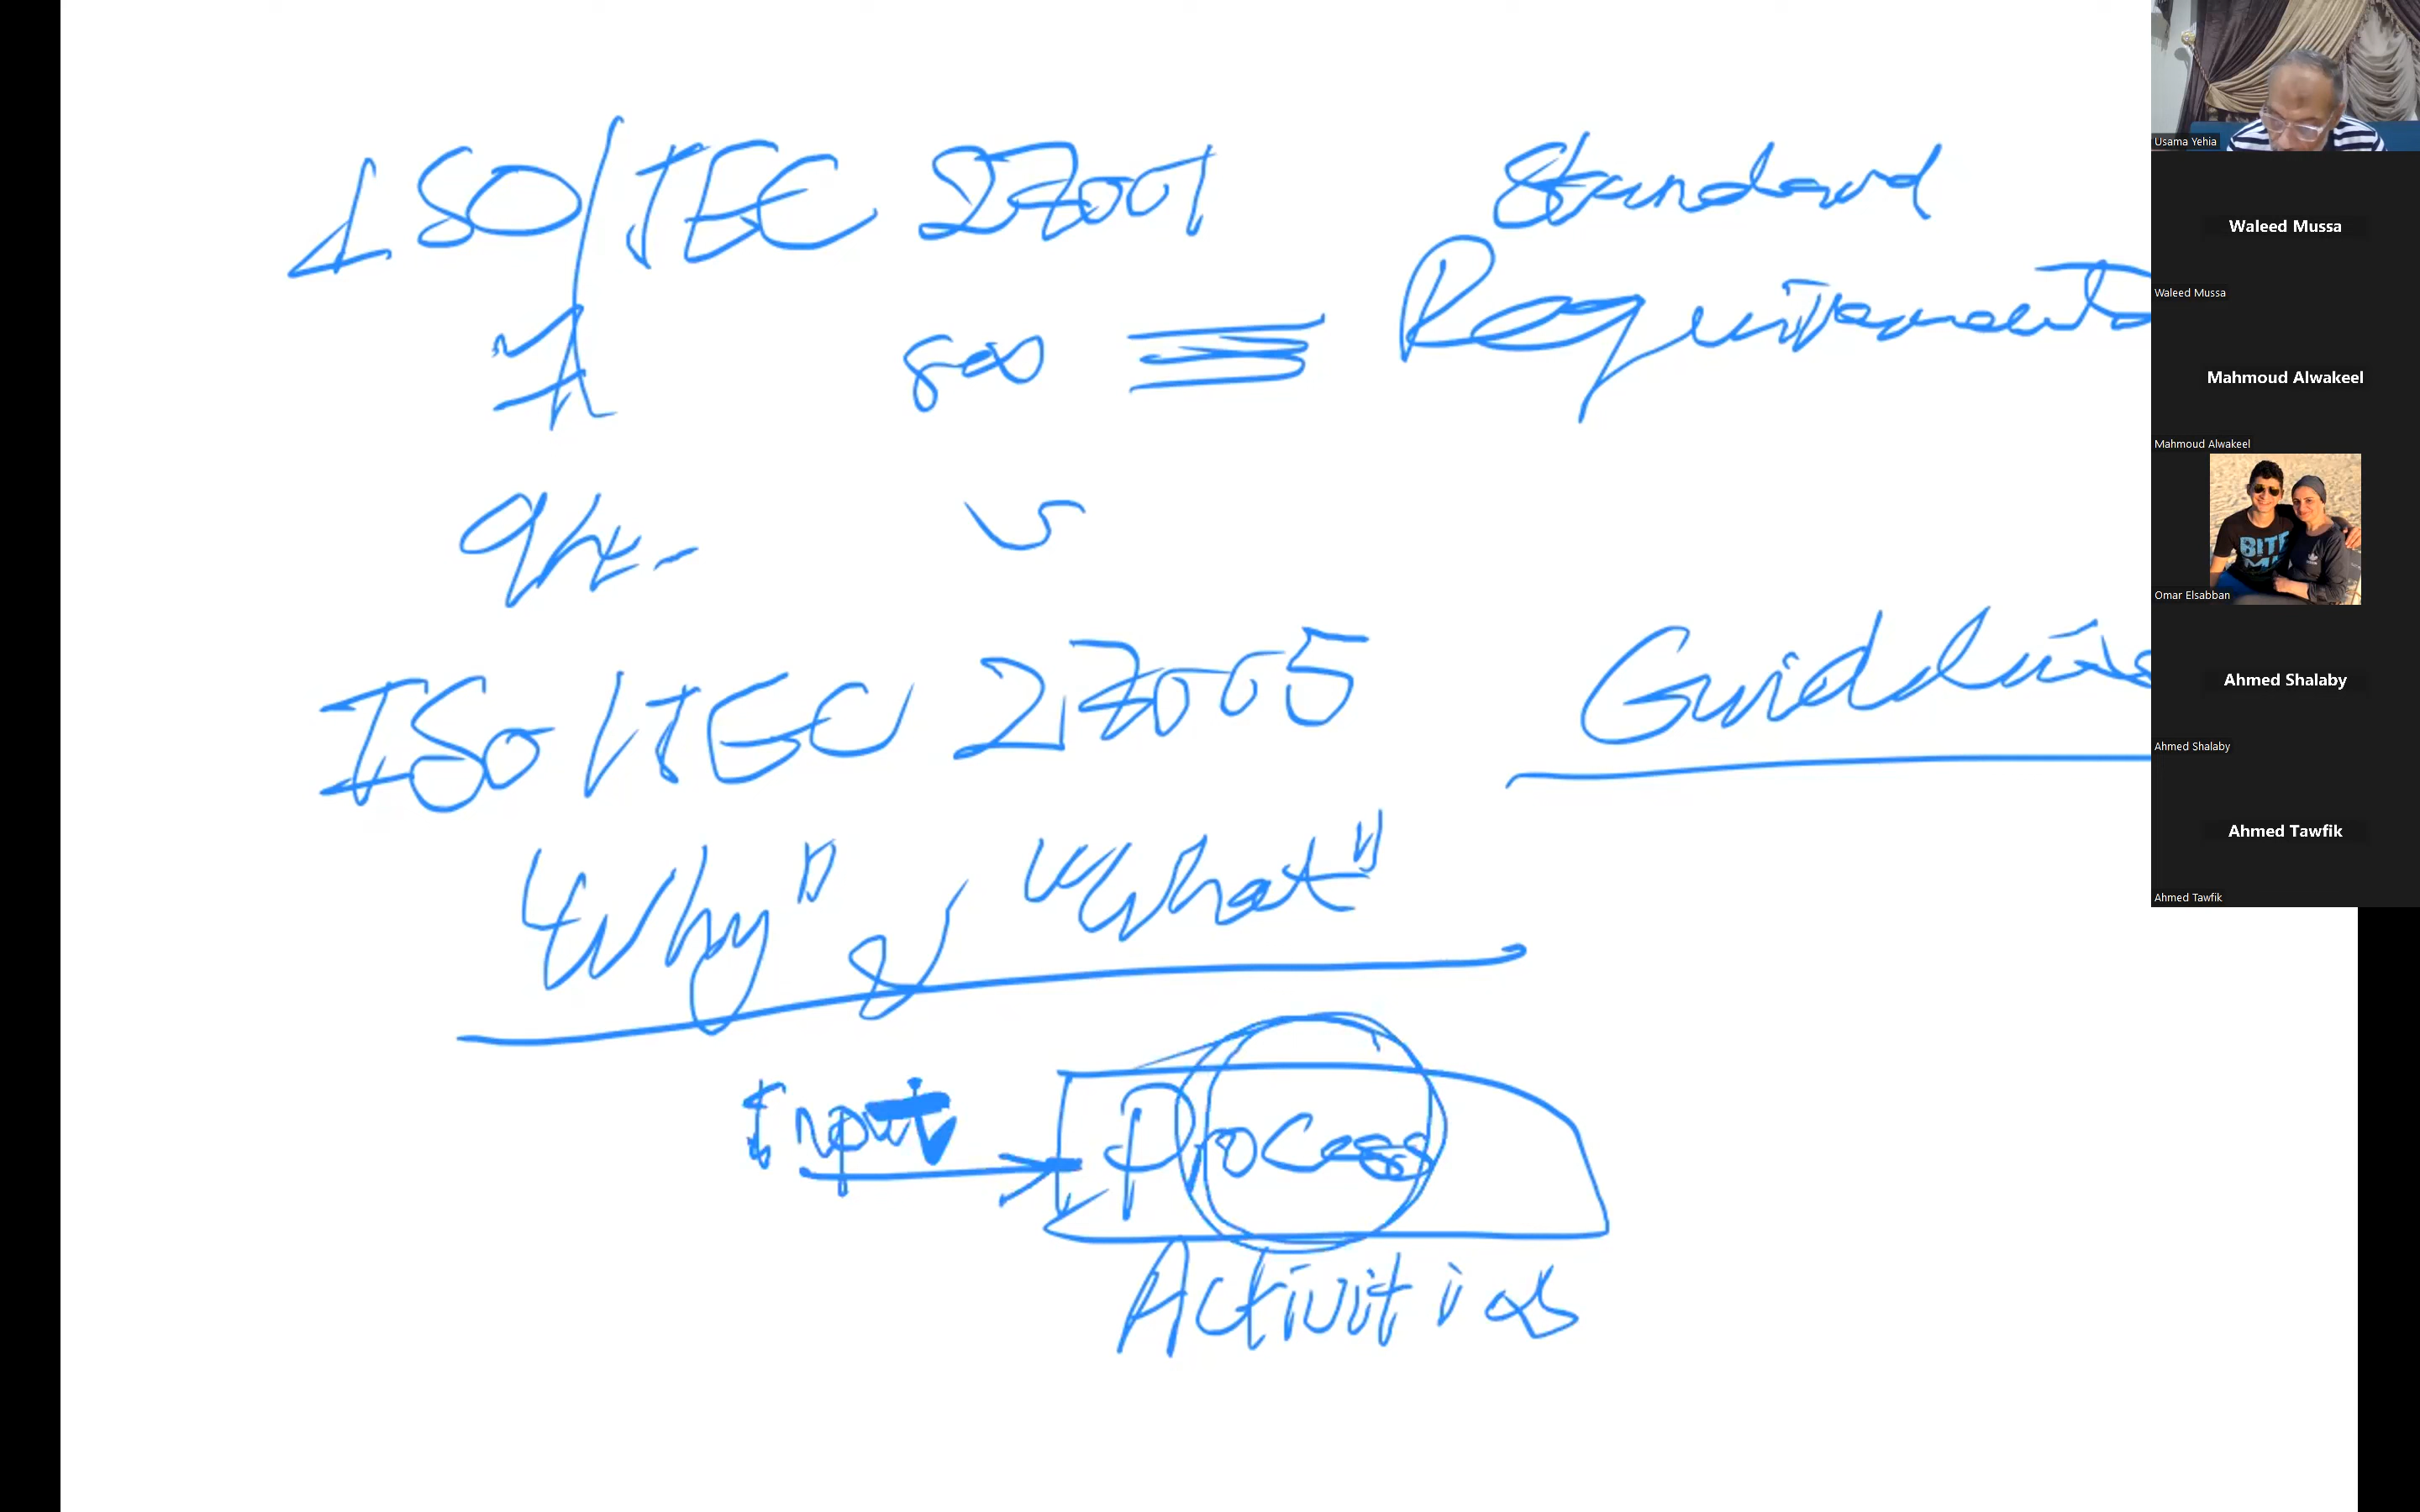 ISO/IEC 27001 Standard
Requirements
800
ISO/IEC 27005 Guidelines
"Why" & "What"
Input
Process
Activities
Usama Yehia
Waleed Mussa
Waleed Mussa
Mahmoud Alwakeel
Mahmoud Alwakeel
BITE
Omar Elsabban
Ahmed Shalaby
Ahmed Shalaby
Ahmed Tawfik
Ahmed Tawfik